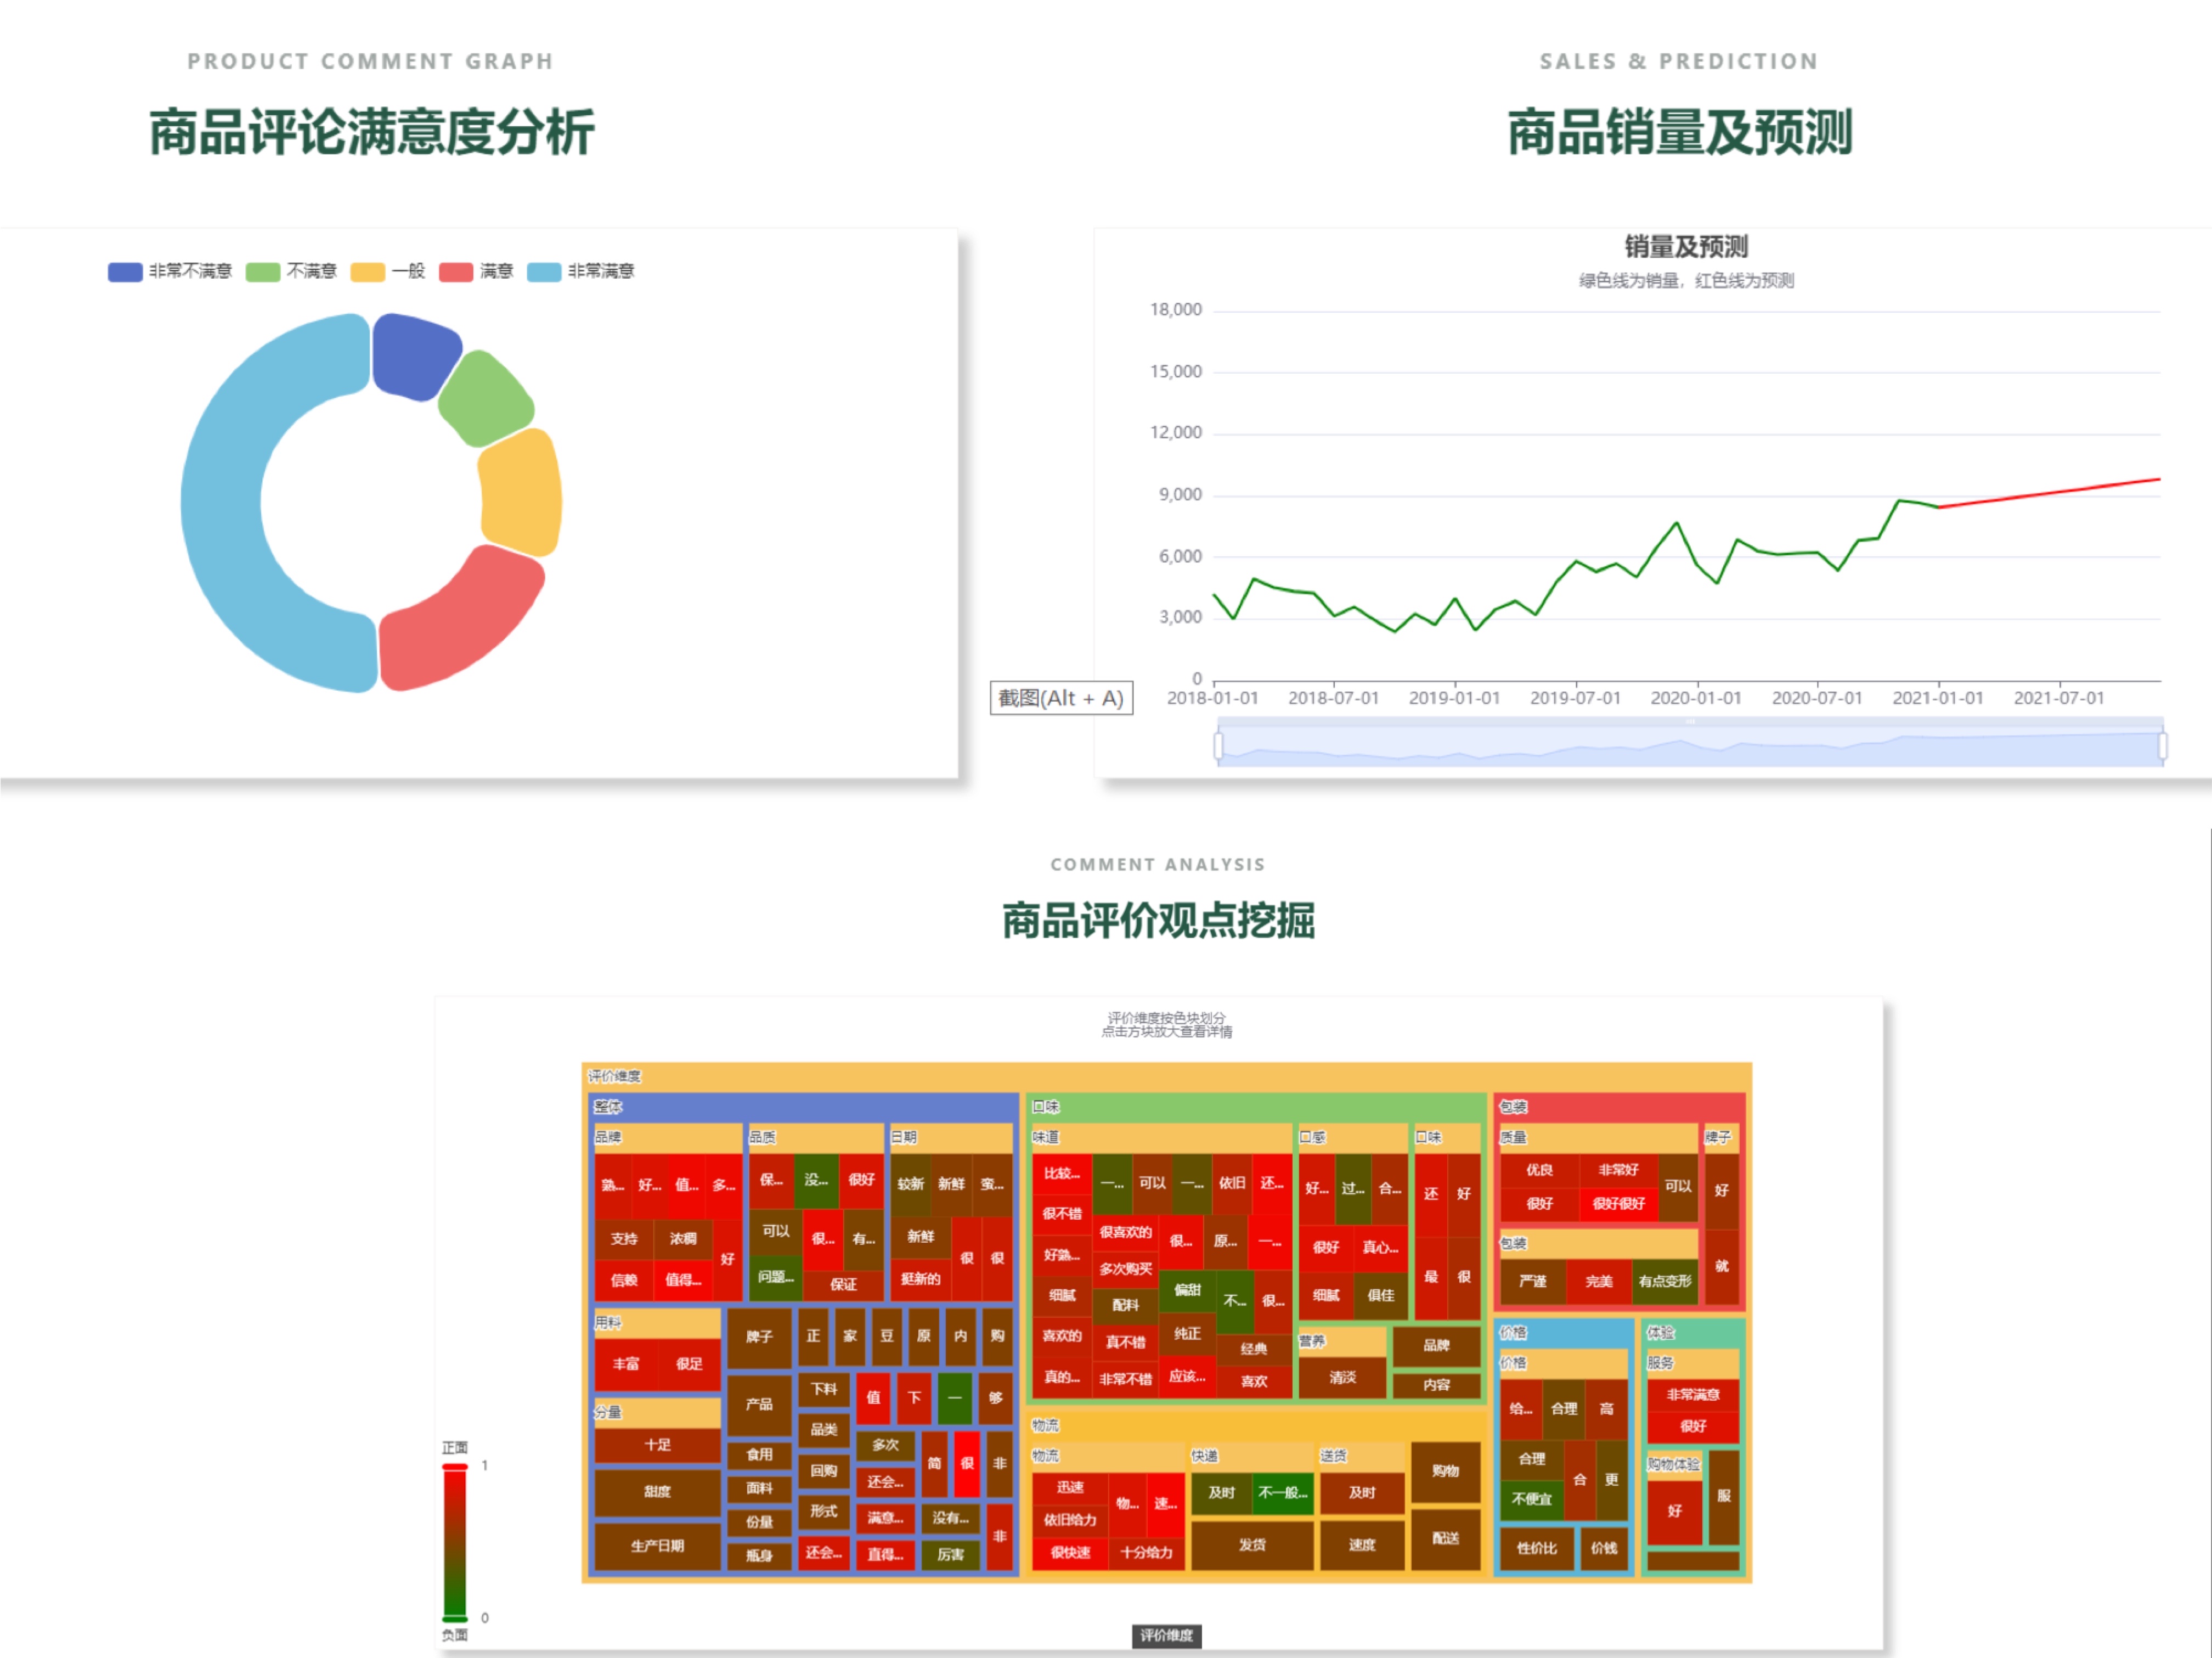 PRODUCT COMMENT GRAPH
商品评论满意度分析
非常不满意 不满意 一般 满意 非常满意
SALES & PREDICTION
商品销量及预测
销量及预测
绿色线为销量，红色线为预测
18,000
15,000
12,000
9,000
6,000
3,000
0
2018-01-01 2018-07-01 2019-01-01 2019-07-01 2020-01-01 2020-07-01 2021-01-01 2021-07-01
截图(Alt + A)
COMMENT ANALYSIS
商品评价观点挖掘
评价维度按色块划分
点击方块放大查看详情
评价维度
整体
品牌
熟... 好... 值... 多...
支持 浓稠 好
信赖 值得...
品质
保... 没... 很好
可以 很... 有...
问题... 保证
日期
较新 新鲜 蛮...
新鲜 很 很
挺新的
用料
丰富 很足
分量
十足
甜度
生产日期
牌子 正 家 豆 原 内 购
产品 下料 值 下 一 够
品类 多次 简 很 非
食用 回购 还会...
面料 形式 满意... 没有... 非
份量 还会... 直得... 厉害
瓶身
口味
味道
比较... 一... 可以 一... 依旧 还...
很不错 很喜欢的 很... 原... 一...
好熟... 多次购买
细腻 配料 偏甜 不... 很...
喜欢的 真不错 纯正 经典
真的... 非常不错 应该... 喜欢
口感
好... 过... 合...
很好 真心...
细腻 俱佳
口味
还 好
最 很
营养
清淡
品牌
内容
物流
物流
迅速 物... 速...
依旧给力
很快速 十分给力
快递
及时 不一般...
发货
送货
及时
速度
购物
配送
包装
质量
优良 非常好 可以
很好 很好很好
牌子
好
就
包装
严谨 完美 有点变形
价格
价格
给... 合理 高
合理 合 更
不便宜
性价比 价钱
体验
服务
非常满意
很好
购物体验
好
服
正面
1
0
负面
评价维度